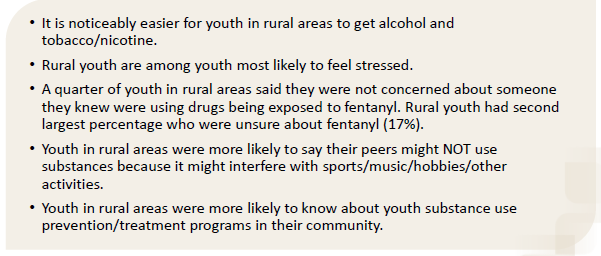 • It is noticeably easier for youth in rural areas to get alcohol and
tobacco/nicotine.
• Rural youth are among youth most likely to feel stressed.
• A quarter of youth in rural areas said they were not concerned about someone
they knew were using drugs being exposed to fentanyl. Rural youth had second
largest percentage who were unsure about fentanyl (17%).
• Youth in rural areas were more likely to say their peers might NOT use
substances because it might interfere with sports/music/hobbies/other
activities.
• Youth in rural areas were more likely to know about youth substance use
prevention/treatment programs in their community.